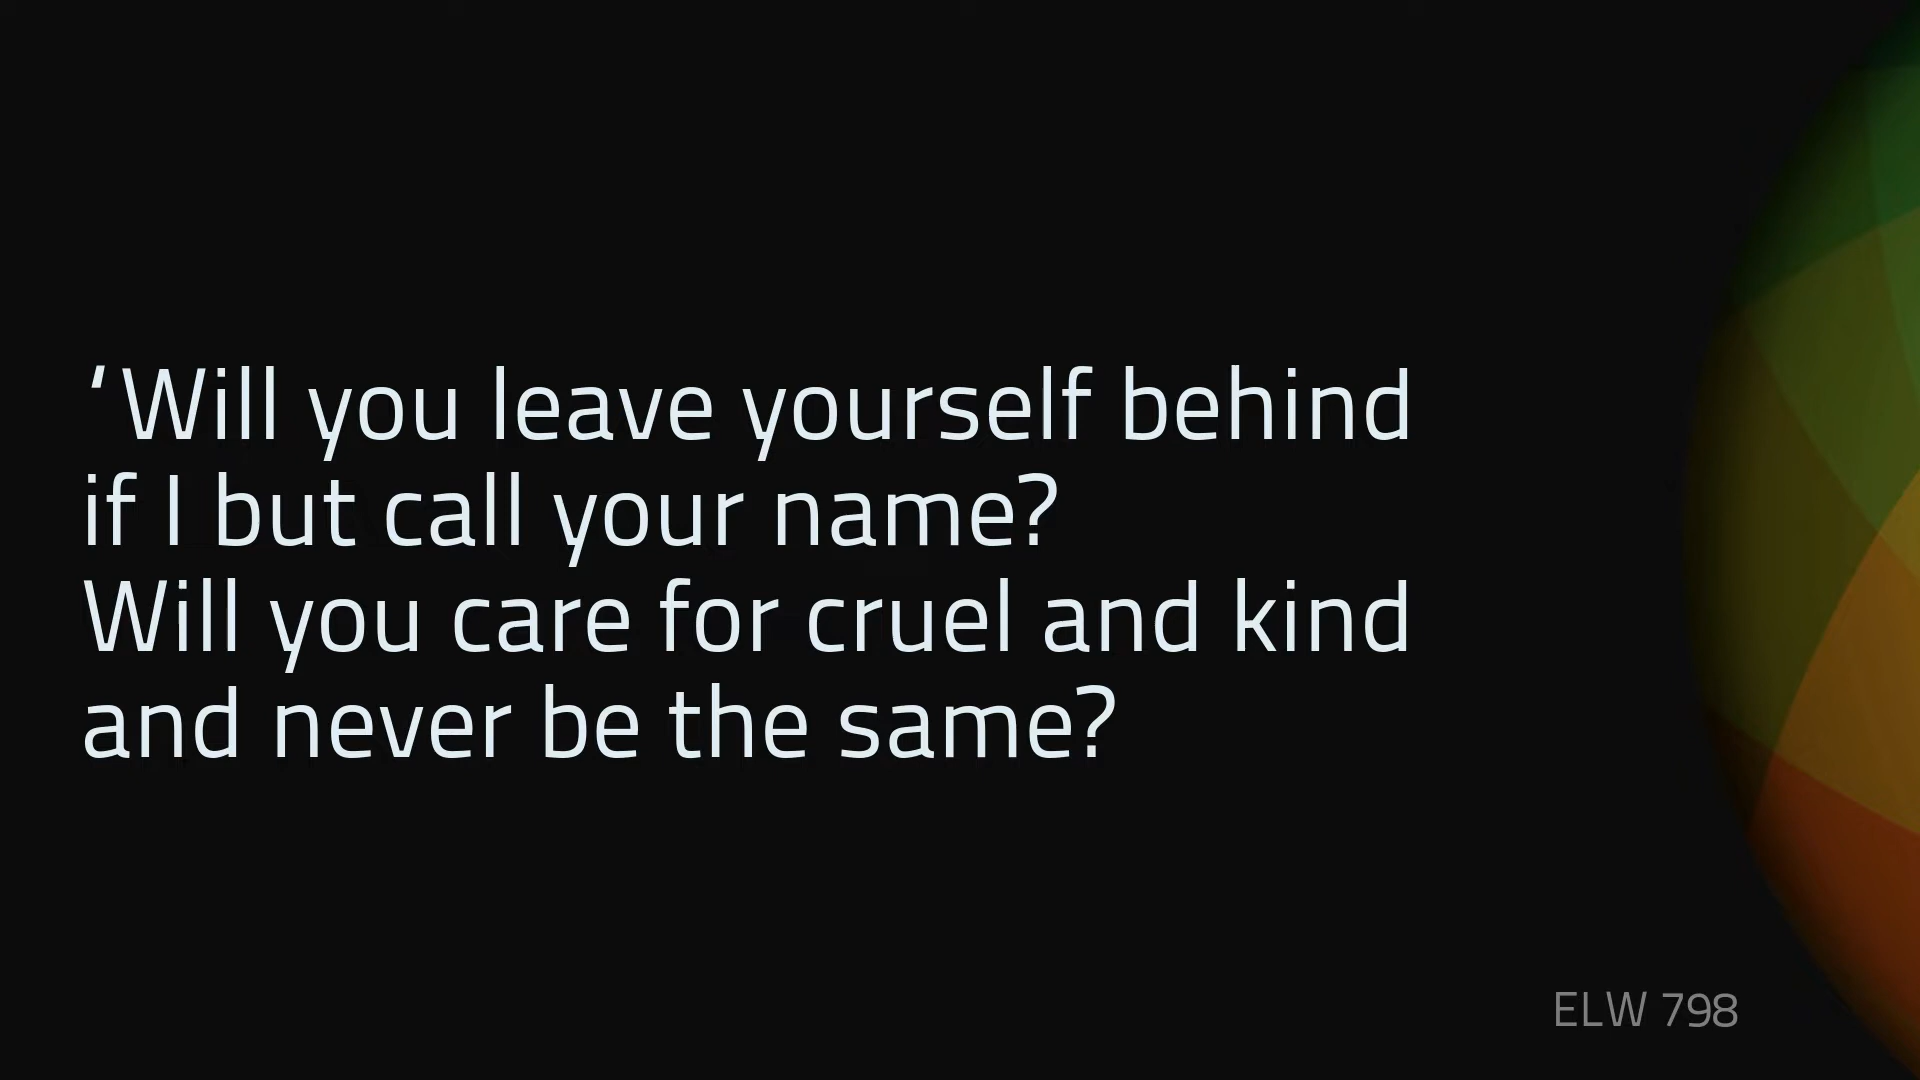 ‘Will you leave yourself behind
if I but call your name?
Will you care for cruel and kind
and never be the same?
ELW 798